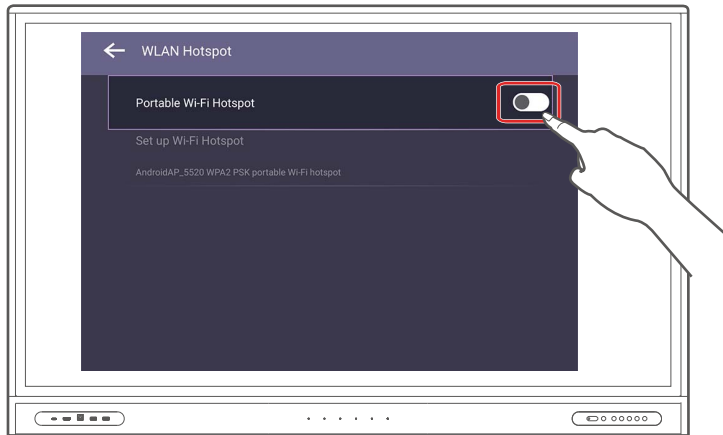 WLAN Hotspot
Portable Wi-Fi Hotspot
Set up Wi-Fi Hotspot
AndroidAP_5520 WPA2 PSK portable Wi-Fi hotspot